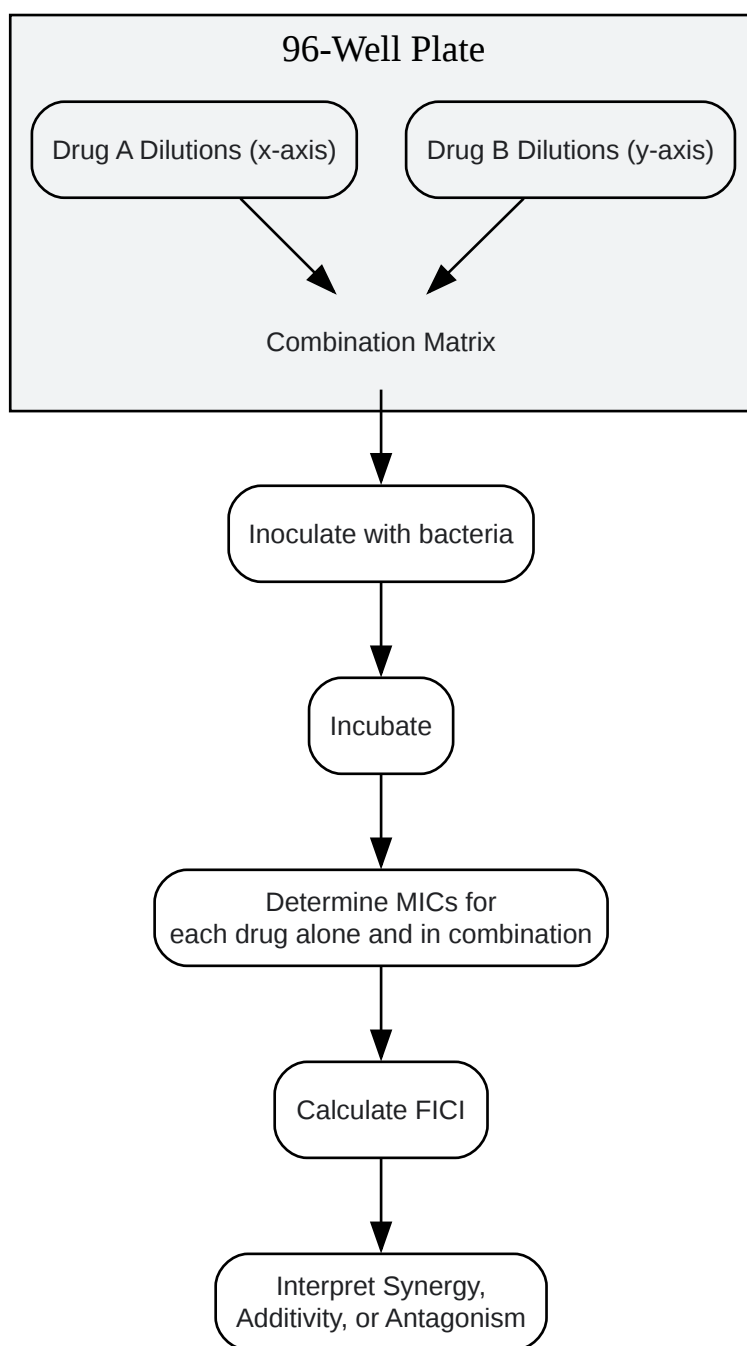 96-Well Plate
Drug A Dilutions (x-axis)
Drug B Dilutions (y-axis)
Combination Matrix
Inoculate with bacteria
Incubate
Determine MICs for
each drug alone and in combination
Calculate FICI
Interpret Synergy,
Additivity, or Antagonism